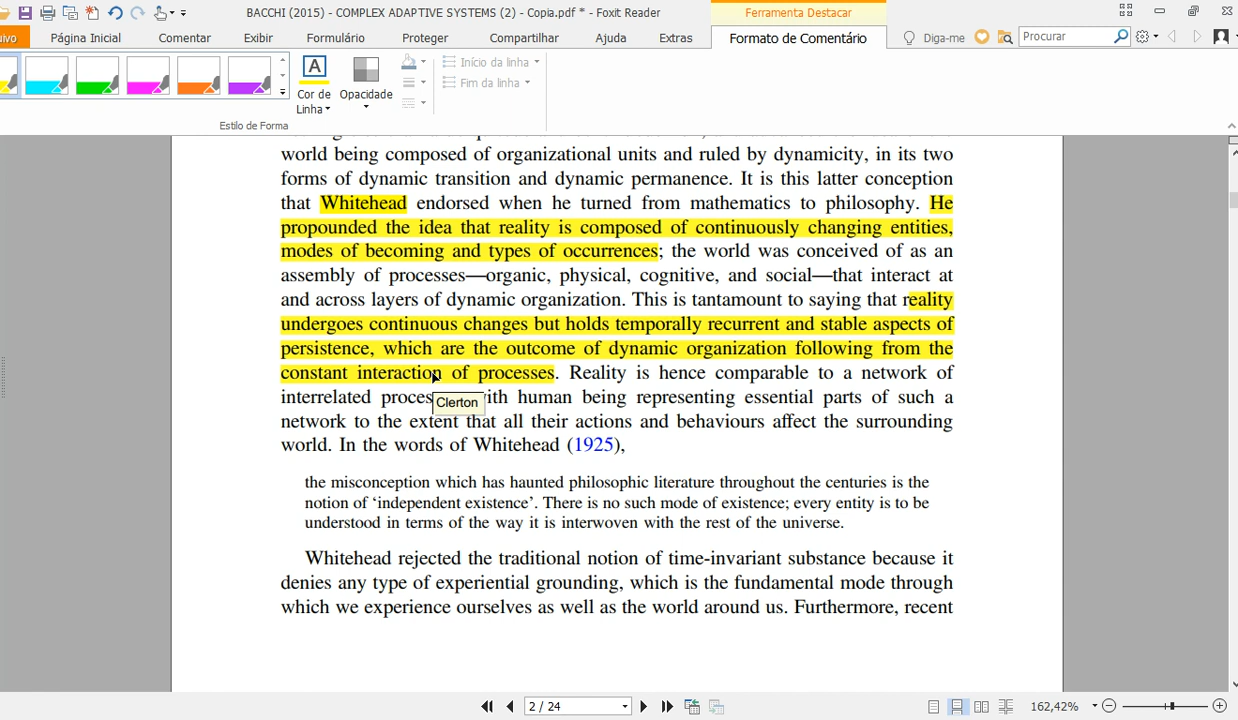 BACCHI (2015) - COMPLEX ADAPTIVE SYSTEMS (2) - Copia.pdf * - Foxit Reader
Ferramenta Destacar
ivo Página Inicial Comentar Exibir Formulário Proteger Compartilhar Ajuda Extras Formato de Comentário Diga-me Procurar
A
Cor de Linha
Opacidade
Início da linha
Fim da linha
Estilo de Forma
world being composed of organizational units and ruled by dynamicity, in its two
forms of dynamic transition and dynamic permanence. It is this latter conception
that Whitehead endorsed when he turned from mathematics to philosophy. He
propounded the idea that reality is composed of continuously changing entities,
modes of becoming and types of occurrences; the world was conceived of as an
assembly of processes—organic, physical, cognitive, and social—that interact at
and across layers of dynamic organization. This is tantamount to saying that reality
undergoes continuous changes but holds temporally recurrent and stable aspects of
persistence, which are the outcome of dynamic organization following from the
constant interaction of processes. Reality is hence comparable to a network of
interrelated proces ith human being representing essential parts of such a
Clerton
network to the extent that all their actions and behaviours affect the surrounding
world. In the words of Whitehead (1925),
the misconception which has haunted philosophic literature throughout the centuries is the
notion of ‘independent existence’. There is no such mode of existence; every entity is to be
understood in terms of the way it is interwoven with the rest of the universe.
Whitehead rejected the traditional notion of time-invariant substance because it
denies any type of experiential grounding, which is the fundamental mode through
which we experience ourselves as well as the world around us. Furthermore, recent
2 / 24
162,42%